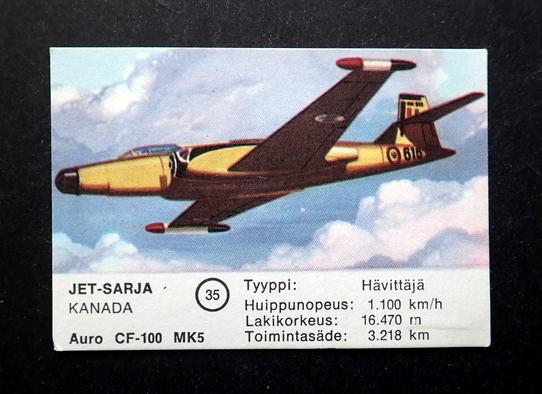 616
JET-SARJA
KANADA
35
Auro CF-100 MK5
Tyyppi: Hävittäjä
Huippunopeus: 1.100 km/h
Lakikorkeus: 16.470 m
Toimintasäde: 3.218 km